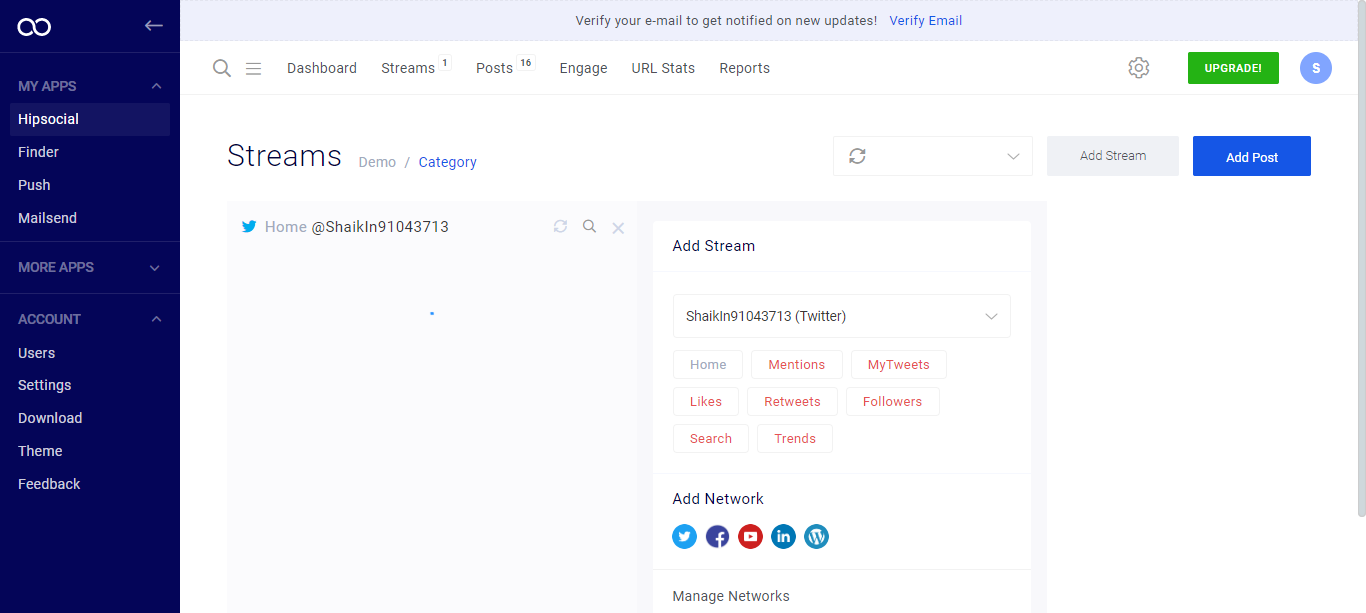 Verify your e-mail to get notified on new updates! Verify Email
MY APPS
Hipsocial
Finder
Push
Mailsend
MORE APPS
ACCOUNT
Users
Settings
Download
Theme
Feedback
Dashboard Streams 1 Posts 16 Engage URL Stats Reports UPGRADE! S
Streams Demo / Category Add Stream Add Post
Home @ShaikIn91043713
Add Stream
ShaikIn91043713 (Twitter)
Home Mentions MyTweets
Likes Retweets Followers
Search Trends
Add Network
Manage Networks